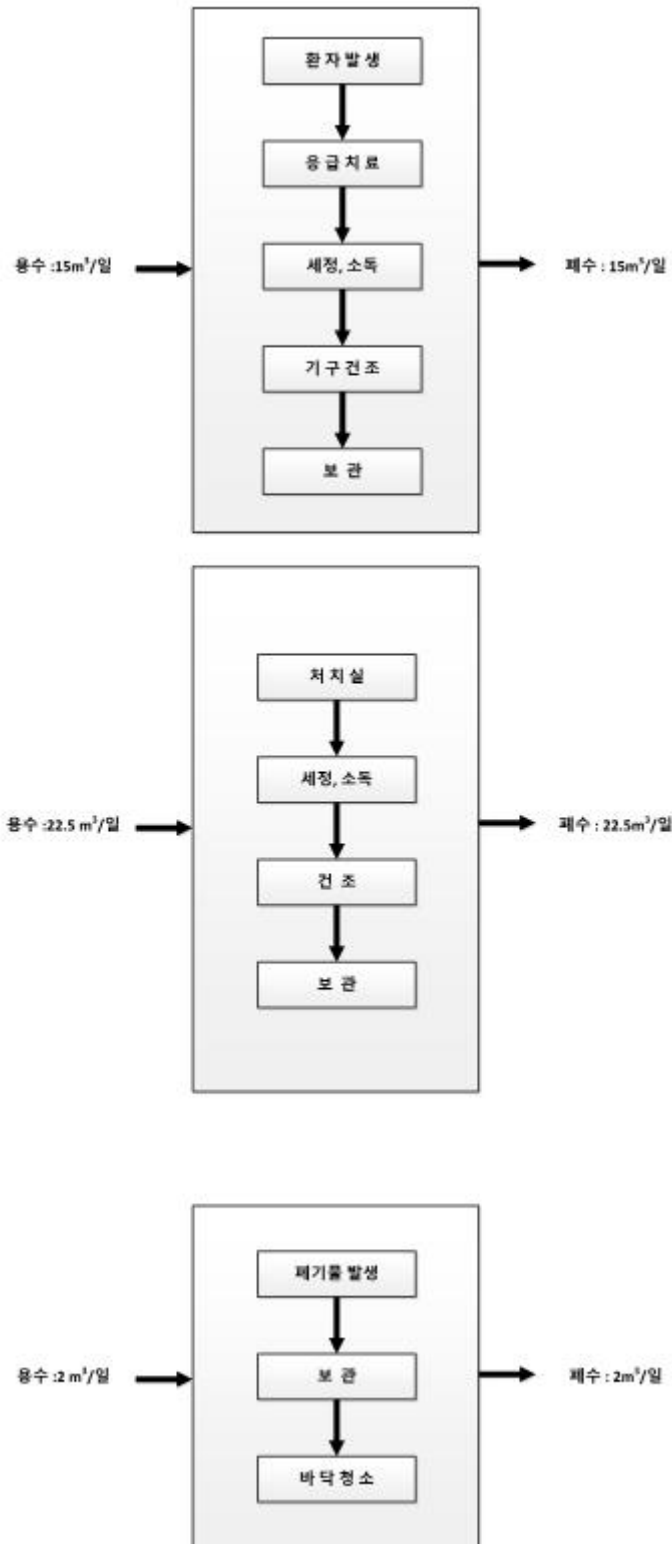 환자발생
응급치료
용수 :15m³/일
세정, 소독
폐수 : 15m³/일
기구건조
보 관
처치실
세정, 소독
용수 :22.5 m³/일
폐수 : 22.5m³/일
건 조
보 관
폐기물 발생
용수 :2 m³/일
보 관
폐수 : 2m³/일
바닥청소